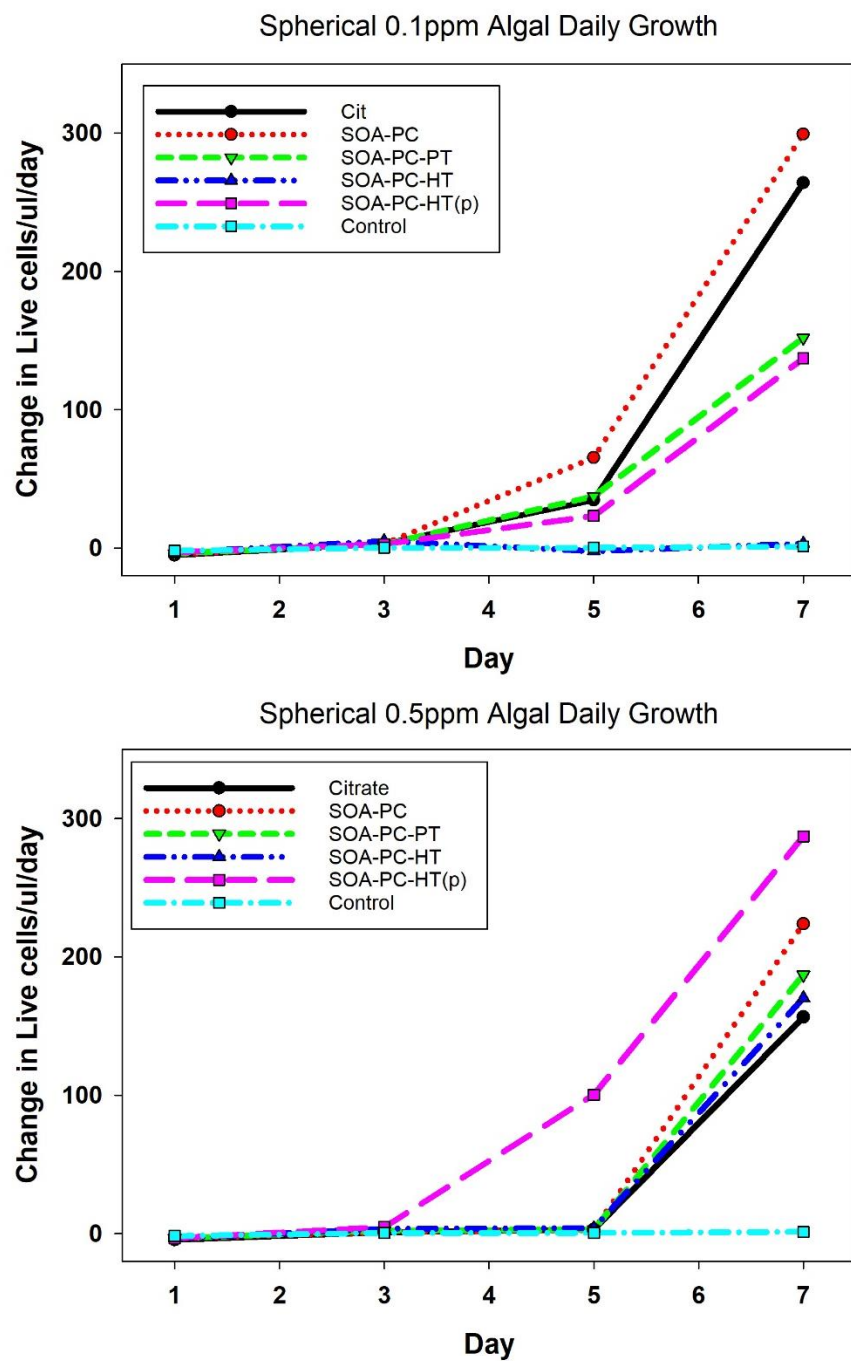 Spherical 0.1ppm Algal Daily Growth
Cit
SOA-PC
SOA-PC-PT
SOA-PC-HT
SOA-PC-HT(p)
Control
300
200
100
0
Change in Live cells/ul/day
1 2 3 4 5 6 7
Day
Spherical 0.5ppm Algal Daily Growth
Citrate
SOA-PC
SOA-PC-PT
SOA-PC-HT
SOA-PC-HT(p)
Control
300
200
100
0
Change in Live cells/ul/day
1 2 3 4 5 6 7
Day